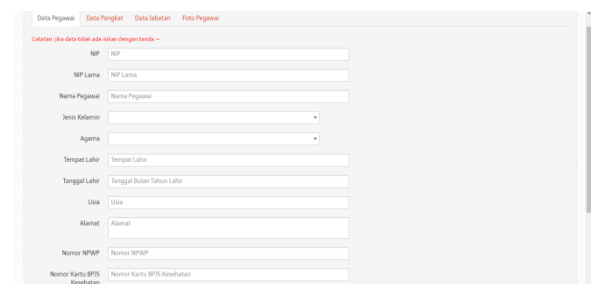 Data Pegawai Data Pangkat Data Jabatan Foto Pegawai
Catatan: Jika data tidak ada isikan dengan tanda: -
NIP NIP
NIP Lama NIP Lama
Nama Pegawai Nama Pegawai
Jenis Kelamin
Agama
Tempat Lahir Tempat Lahir
Tanggal Lahir Tanggal Bulan Tahun Lahir
Usia Usia
Alamat Alamat
Nomor NPWP Nomor NPWP
Nomor Kartu BPJS Nomor Kartu BPJS Kesehatan
Kesehatan